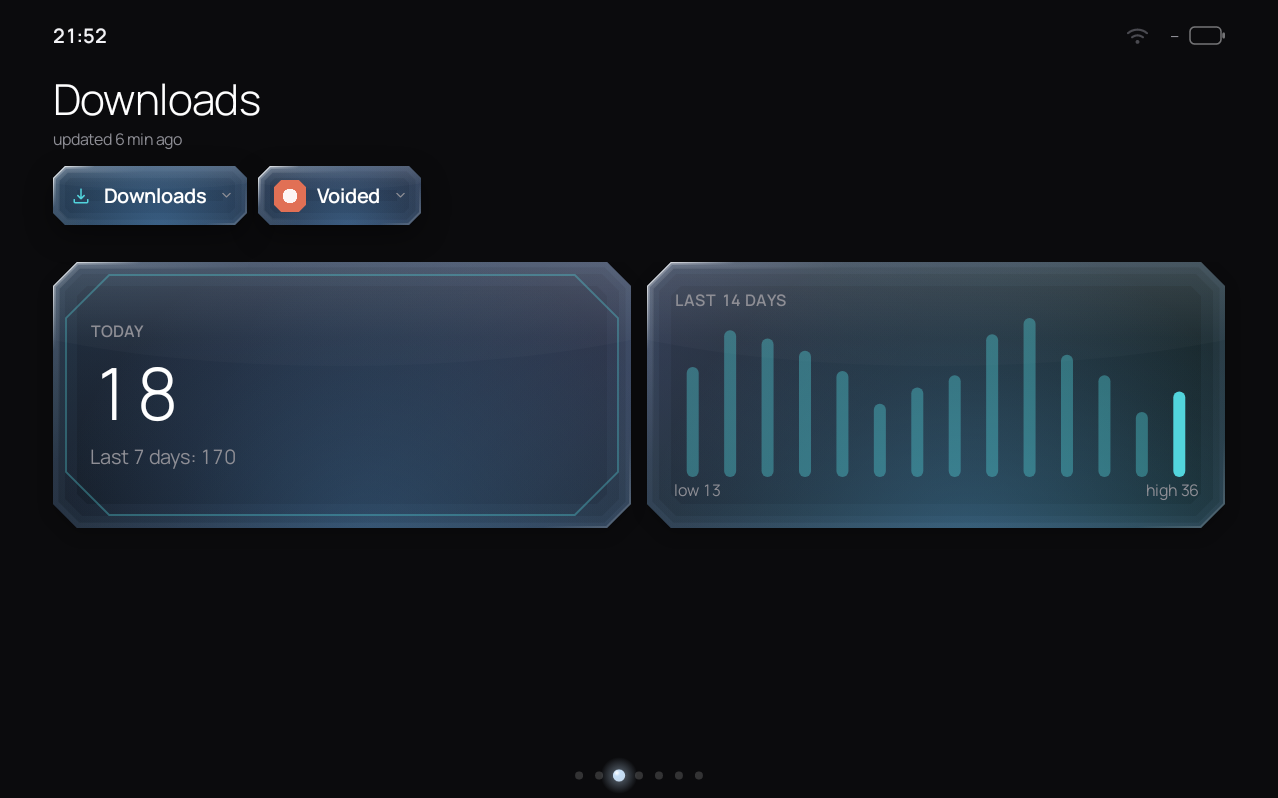 21:52
–
Downloads
updated 6 min ago
Downloads
Voided
TODAY
18
Last 7 days: 170
LAST 14 DAYS
low 13
high 36